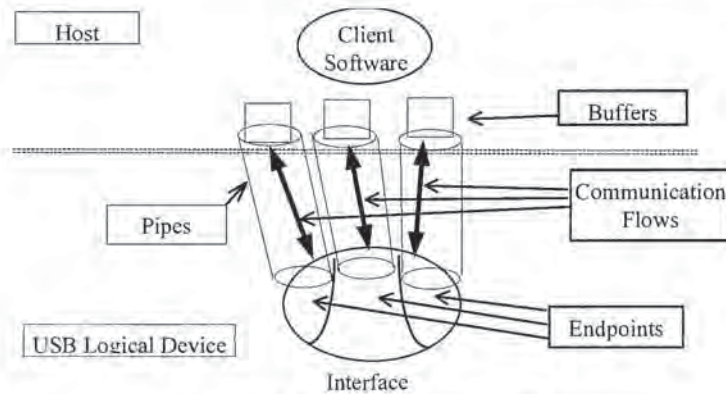 Host
Client
Software
Buffers
Communication
Flows
Pipes
Endpoints
USB Logical Device
Interface